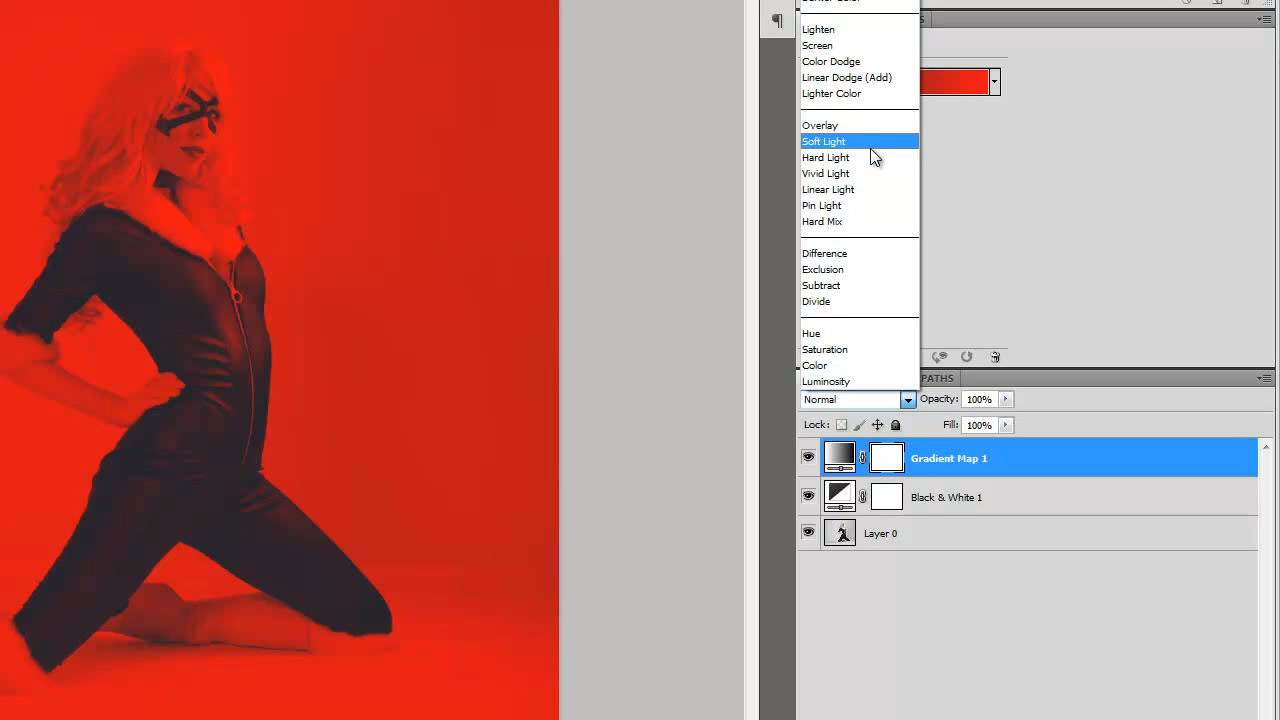 Lighten
Screen
Color Dodge
Linear Dodge (Add)
Lighter Color
Overlay
Soft Light
Hard Light
Vivid Light
Linear Light
Pin Light
Hard Mix
Difference
Exclusion
Subtract
Divide
Hue
Saturation
Color
Luminosity
PATHS
Normal Opacity: 100%
Lock: Fill: 100%
Gradient Map 1
Black & White 1
Layer 0